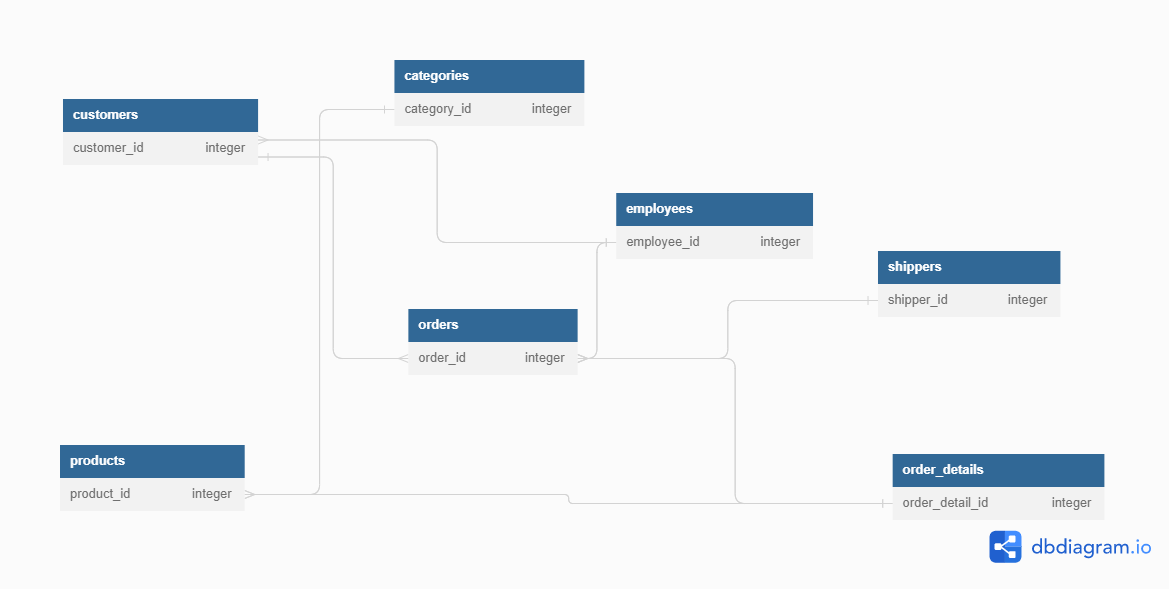 categories
category_id integer
customers
customer_id integer
employees
employee_id integer
shippers
shipper_id integer
orders
order_id integer
products
product_id integer
order_details
order_detail_id integer
dbdiagram.io